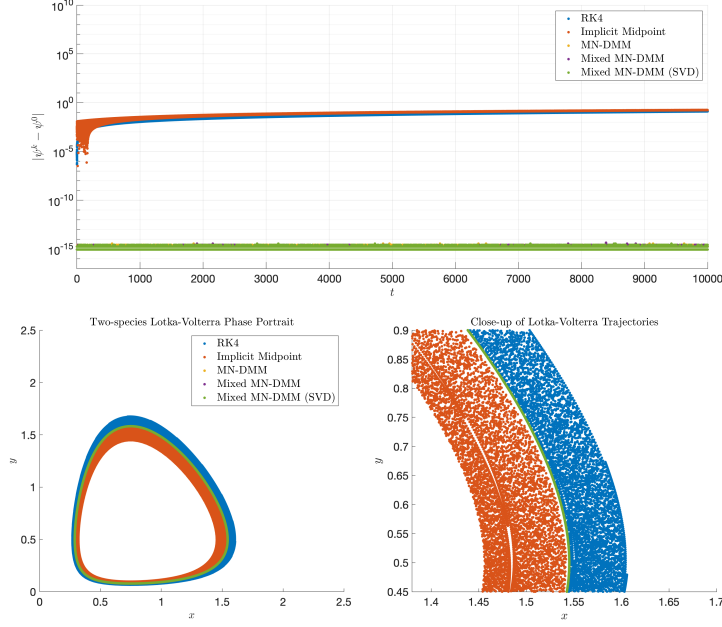 10^10
10^5
10^0
10^-5
10^-10
10^-15
|ψ^k − ψ^0|
RK4
Implicit Midpoint
MN-DMM
Mixed MN-DMM
Mixed MN-DMM (SVD)
0 1000 2000 3000 4000 5000 6000 7000 8000 9000 10000
t
Two-species Lotka-Volterra Phase Portrait
2.5
2
1.5
1
0.5
0
y
RK4
Implicit Midpoint
MN-DMM
Mixed MN-DMM
Mixed MN-DMM (SVD)
0 0.5 1 1.5 2 2.5
x
Close-up of Lotka-Volterra Trajectories
0.9
0.85
0.8
0.75
0.7
0.65
0.6
0.55
0.5
0.45
y
1.4 1.45 1.5 1.55 1.6 1.65 1.7
x